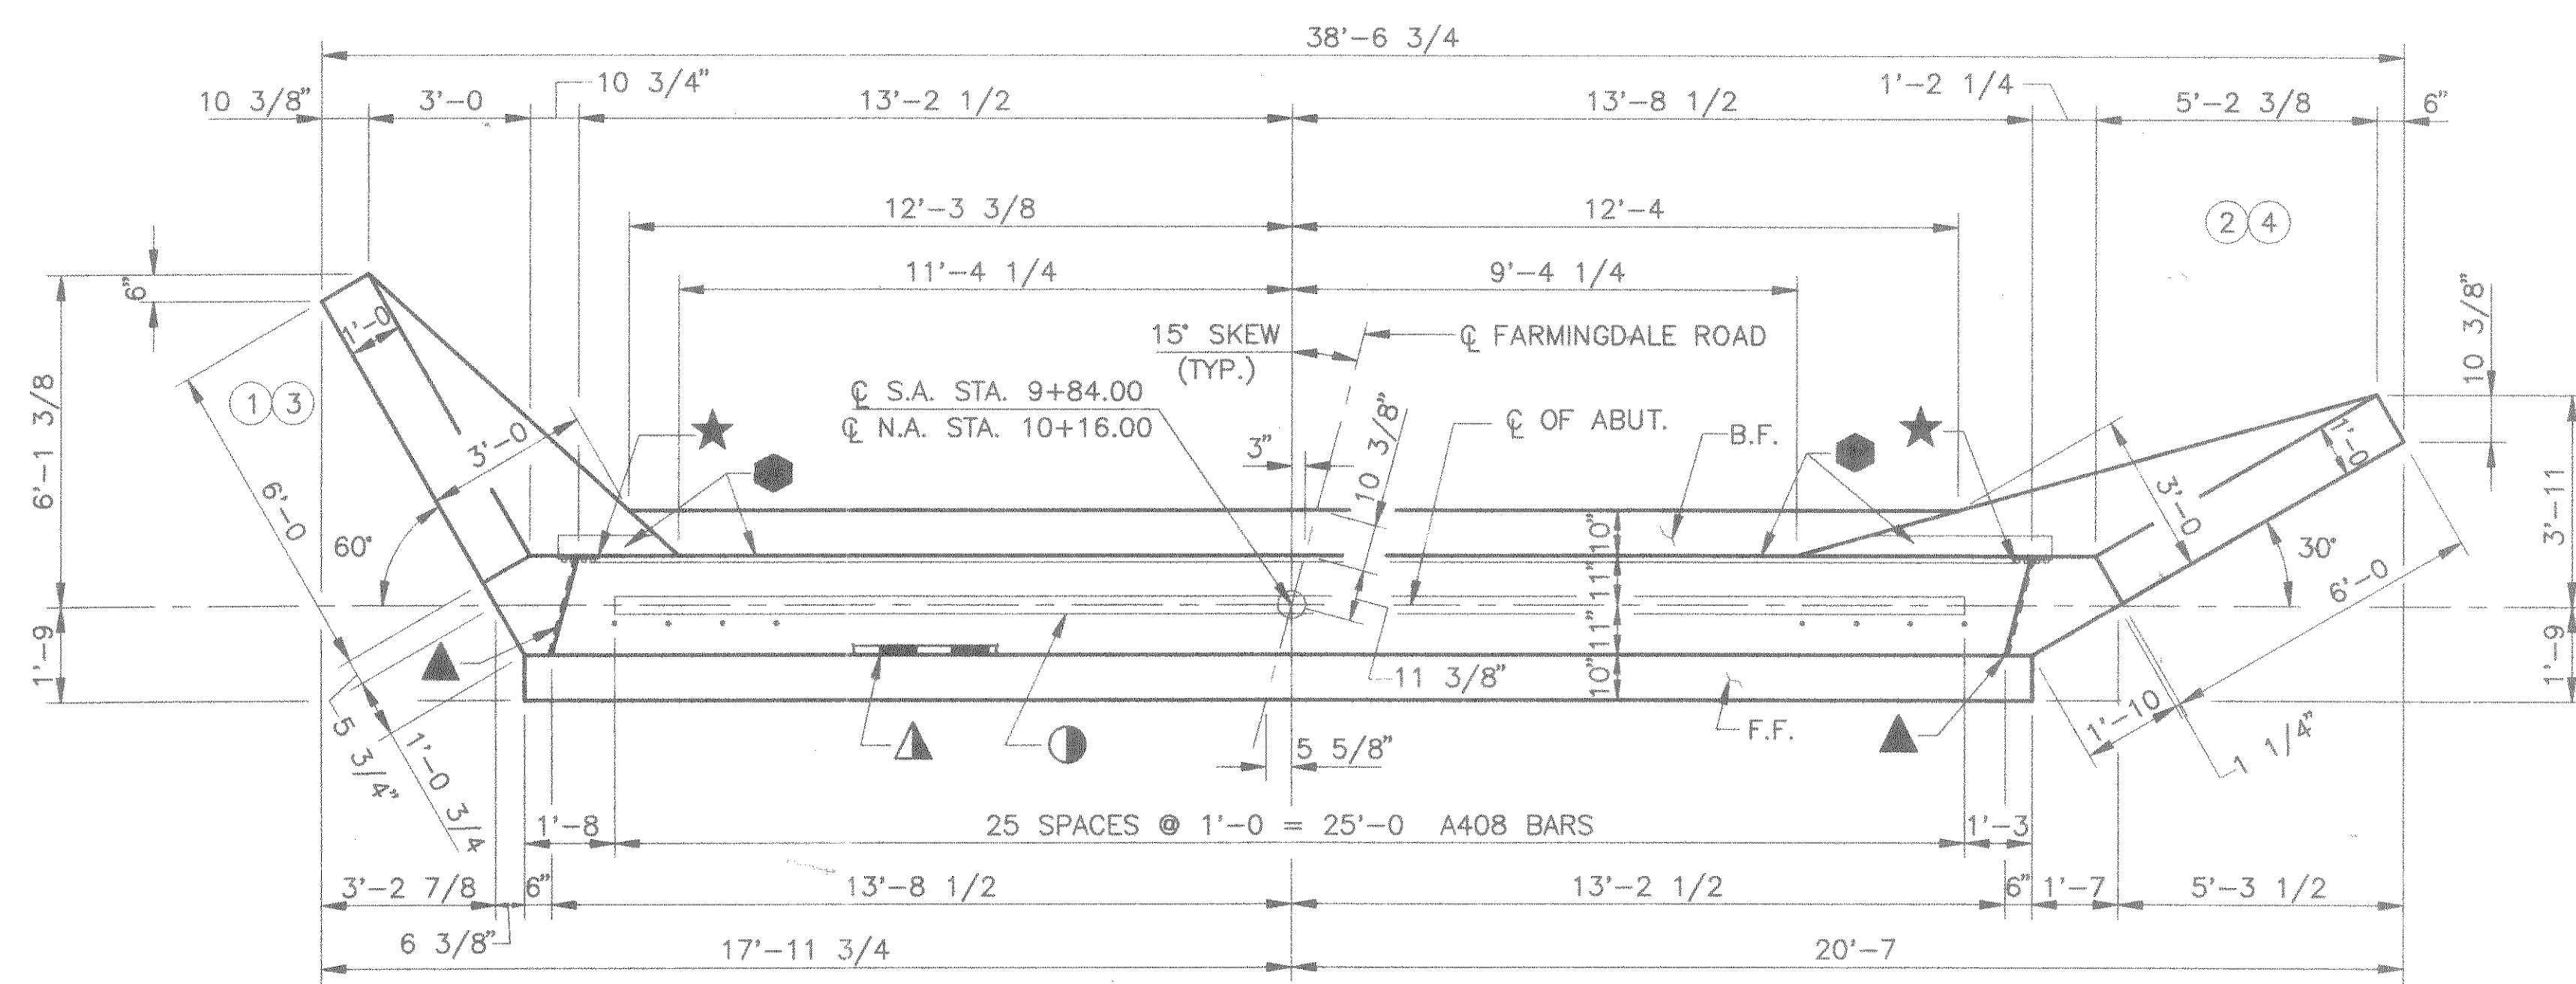 38'-6 3/4
10 3/8" 3'-0 10 3/4" 13'-2 1/2 13'-8 1/2 1'-2 1/4 5'-2 3/8 6"
12'-3 3/8 12'-4
2 4
11'-4 1/4 9'-4 1/4
6"
10 3/8"
1'-0
15° SKEW
(TYP.)
℄ FARMINGDALE ROAD
1 3
℄ S.A. STA. 9+84.00
℄ N.A. STA. 10+16.00
10 3/8"
℄ OF ABUT.
B.F.
1'-0
6'-1 3/8
3'-0
3"
3'-0
3'-11
6'-0
60°
10"
11"
11"
10"
30°
6'-0
1'-9
11 3/8"
1'-9
5 3/4"
1'-0 3/4
F.F.
5 5/8"
1'-10
1 1/4"
1'-8 25 SPACES @ 1'-0 = 25'-0 A408 BARS 1'-3
3'-2 7/8 6" 13'-8 1/2 13'-2 1/2 6" 1'-7 5'-3 1/2
6 3/8" 17'-11 3/4 20'-7